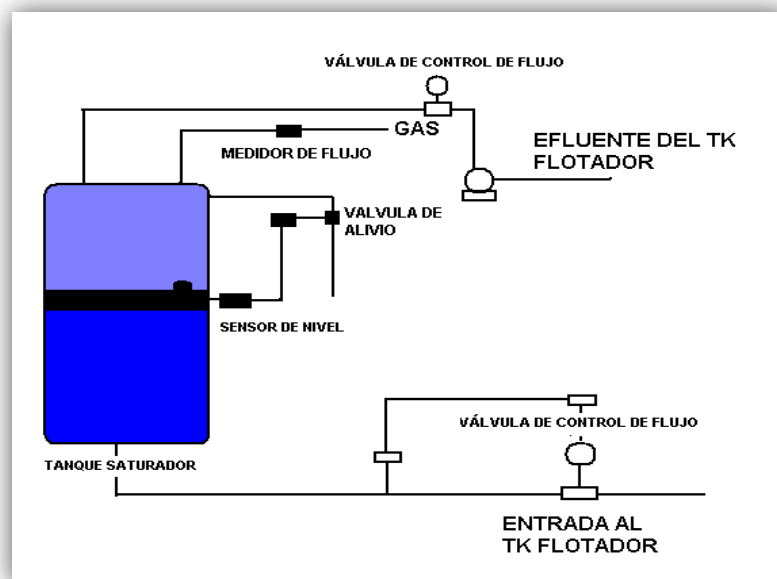 VÁLVULA DE CONTROL DE FLUJO
GAS
MEDIDOR DE FLUJO
EFLUENTE DEL TK
FLOTADOR
VALVULA DE
ALIVIO
SENSOR DE NIVEL
VÁLVULA DE CONTROL DE FLUJO
TANQUE SATURADOR
ENTRADA AL
TK FLOTADOR